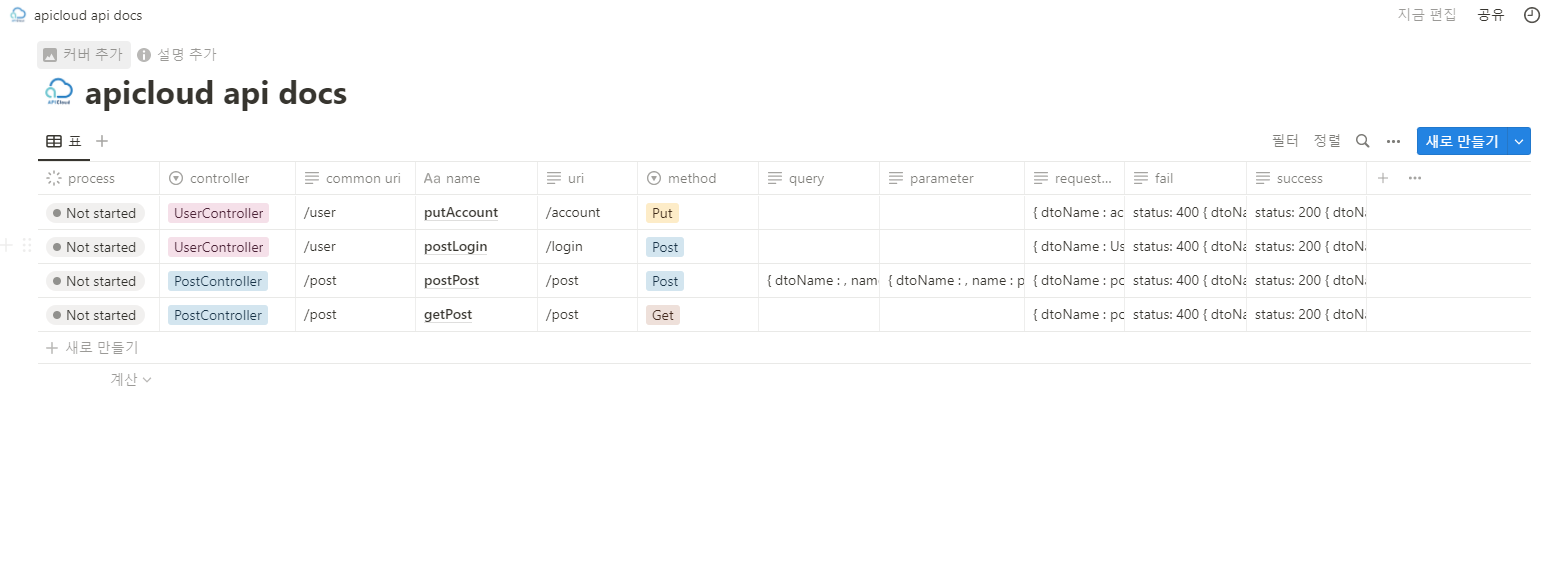 apicloud api docs 지금 편집 공유
커버 추가 설명 추가
APICloud apicloud api docs
표 필터 정렬 새로 만들기
process controller common uri Aa name uri method query parameter request... fail success
Not started UserController /user putAccount /account Put { dtoName : ac status: 400 { dtoNa status: 200 { dtoNa
Not started UserController /user postLogin /login Post { dtoName : Us status: 400 { dtoNa status: 200 { dtoNa
Not started PostController /post postPost /post Post { dtoName : , nam { dtoName : , name : p { dtoName : pc status: 400 { dtoNa status: 200 { dtoNa
Not started PostController /post getPost /post Get { dtoName : pc status: 400 { dtoNa status: 200 { dtoNa
새로 만들기
계산